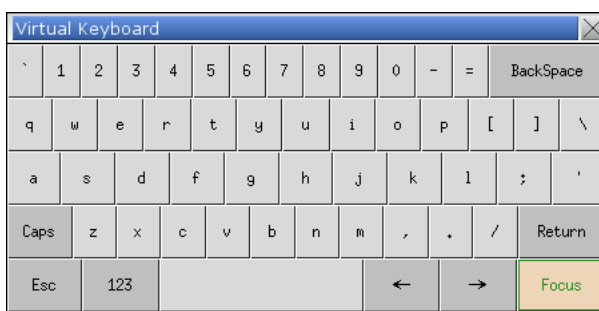 Virtual Keyboard
` 1 2 3 4 5 6 7 8 9 0 - = BackSpace
q w e r t y u i o p [ ] \
a s d f g h j k l ; '
Caps z x c v b n m , . / Return
Esc 123 ← → Focus